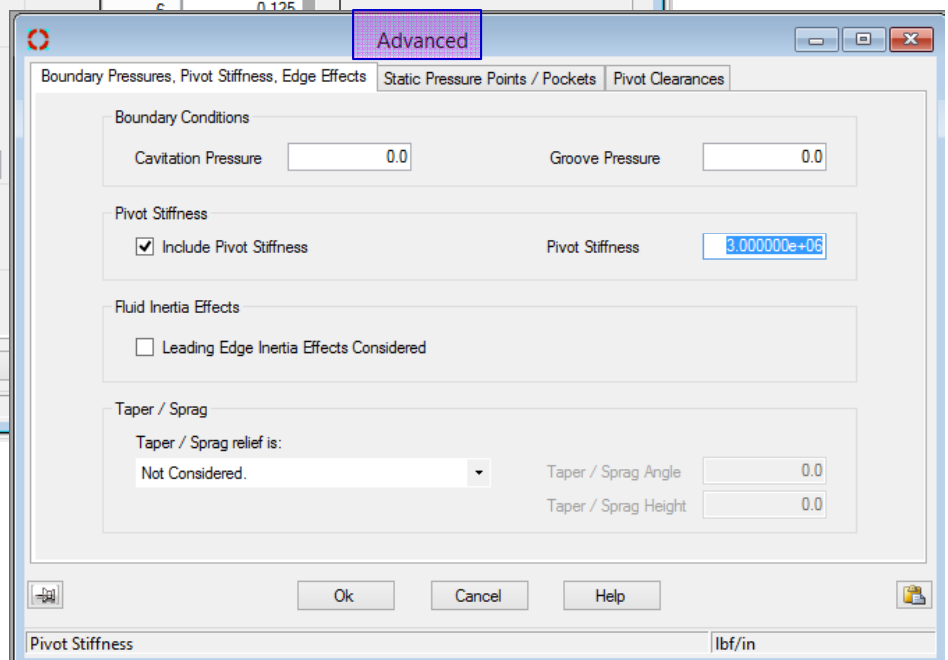 6 0.125
Advanced
Boundary Pressures, Pivot Stiffness, Edge Effects Static Pressure Points / Pockets Pivot Clearances
Boundary Conditions
Cavitation Pressure 0.0 Groove Pressure 0.0
Pivot Stiffness
Include Pivot Stiffness Pivot Stiffness 3.000000e+06
Fluid Inertia Effects
Leading Edge Inertia Effects Considered
Taper / Sprag
Taper / Sprag relief is:
Not Considered. Taper / Sprag Angle 0.0
Taper / Sprag Height 0.0
Ok Cancel Help
Pivot Stiffness lbf/in